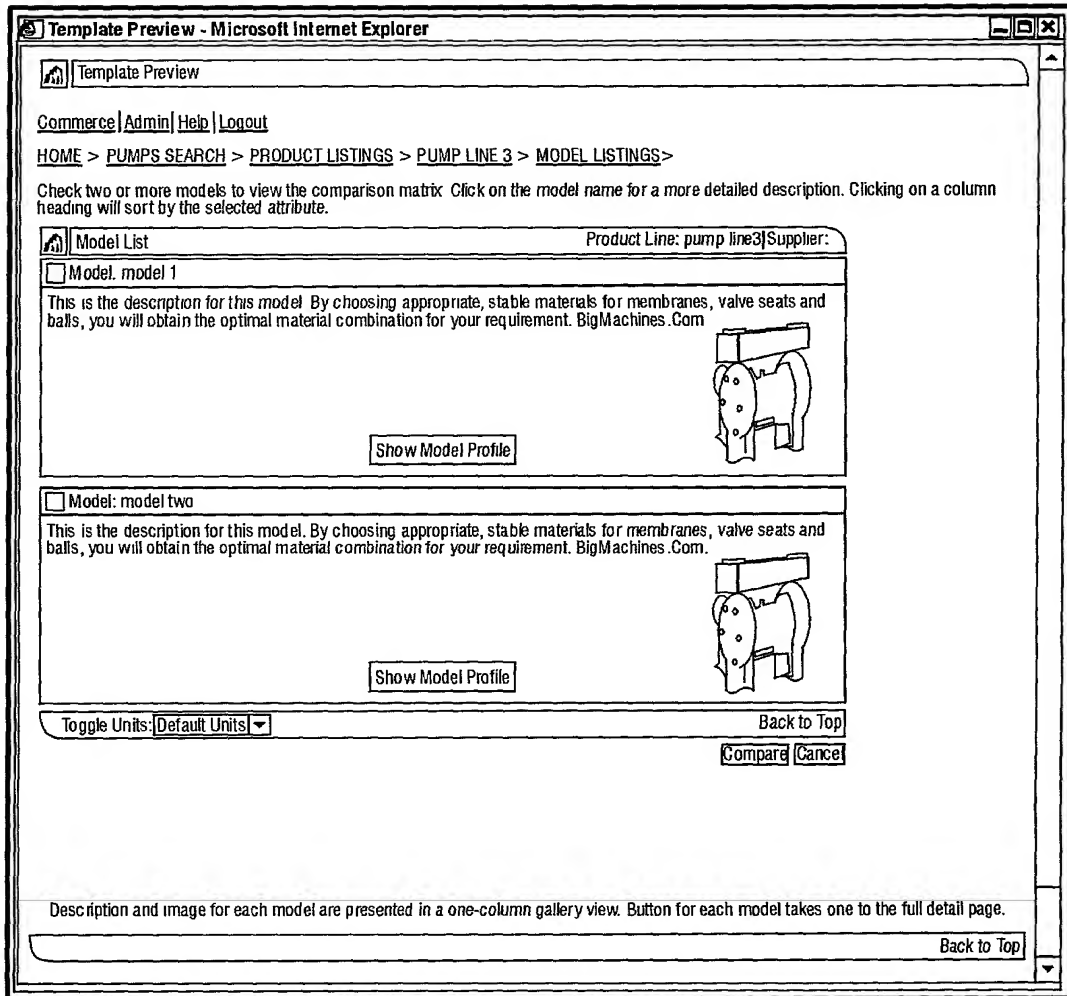 Template Preview - Microsoft Internet Explorer
Template Preview
Commerce|Admin|Help|Logout
HOME > PUMPS SEARCH > PRODUCT LISTINGS > PUMP LINE 3 > MODEL LISTINGS>
Check two or more models to view the comparison matrix Click on the model name for a more detailed description. Clicking on a column
heading will sort by the selected attribute.
Model List Product Line: pump line3|Supplier:
Model. model 1
This is the description for this model By choosing appropriate, stable materials for membranes, valve seats and
balls, you will obtain the optimal material combination for your requirement. BigMachines.Com
Show Model Profile
Model: model two
This is the description for this model. By choosing appropriate, stable materials for membranes, valve seats and
balls, you will obtain the optimal material combination for your requirement. BigMachines.Com.
Show Model Profile
Toggle Units: Default Units Back to Top
Compare Cancel
Description and image for each model are presented in a one-column gallery view. Button for each model takes one to the full detail page.
Back to Top